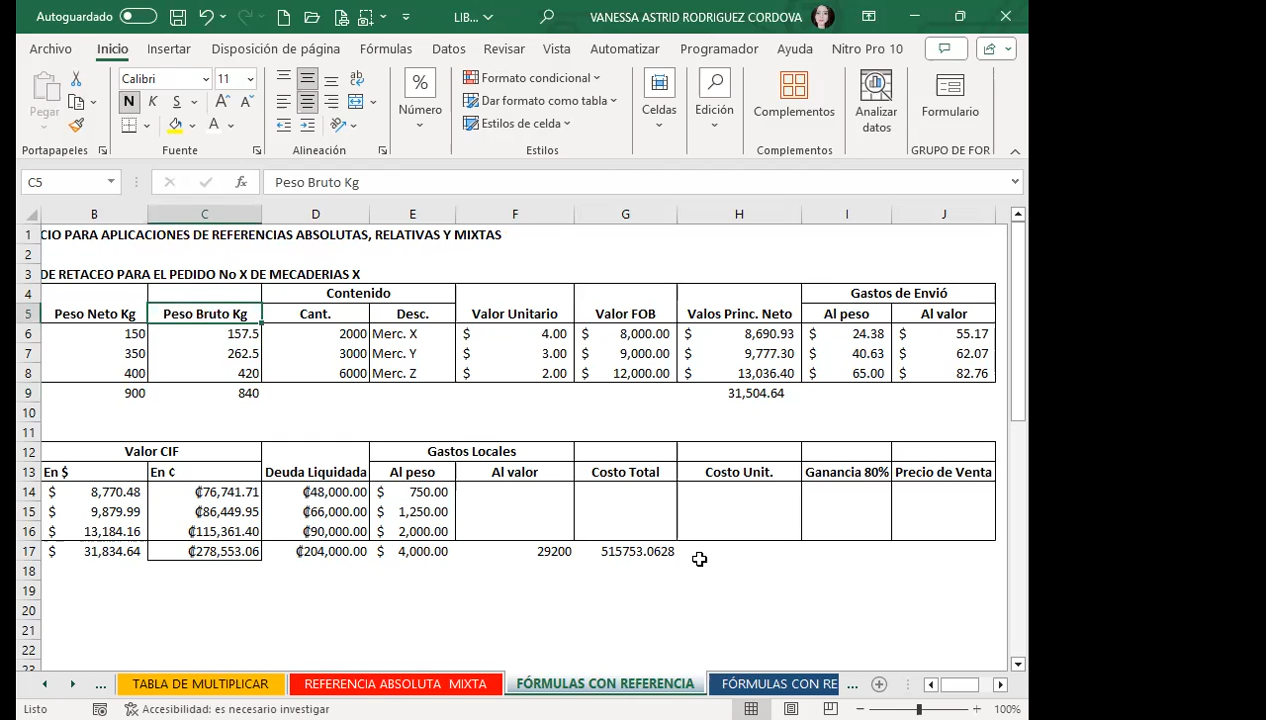 Autoguardado LIB... VANESSA ASTRID RODRIGUEZ CORDOVA
Archivo Inicio Insertar Disposición de página Fórmulas Datos Revisar Vista Automatizar Programador Ayuda Nitro Pro 10
Pegar Calibri 11 N K S A A A ab % Número Formato condicional Dar formato como tabla Estilos de celda Celdas Edición Complementos Analizar datos Formulario
Portapapeles Fuente Alineación Estilos Complementos GRUPO DE FOR
C5 fx Peso Bruto Kg
B C D E F G H I J
1 CIO PARA APLICACIONES DE REFERENCIAS ABSOLUTAS, RELATIVAS Y MIXTAS
2
3 DE RETACEO PARA EL PEDIDO No X DE MECADERIAS X
4 Contenido Gastos de Envió
5 Peso Neto Kg Peso Bruto Kg Cant. Desc. Valor Unitario Valor FOB Valos Princ. Neto Al peso Al valor
6 150 157.5 2000 Merc. X $ 4.00 $ 8,000.00 $ 8,690.93 $ 24.38 $ 55.17
7 350 262.5 3000 Merc. Y $ 3.00 $ 9,000.00 $ 9,777.30 $ 40.63 $ 62.07
8 400 420 6000 Merc. Z $ 2.00 $ 12,000.00 $ 13,036.40 $ 65.00 $ 82.76
9 900 840 31,504.64
10
11
12 Valor CIF Gastos Locales
13 En $ En ¢ Deuda Liquidada Al peso Al valor Costo Total Costo Unit. Ganancia 80% Precio de Venta
14 $ 8,770.48 ₡76,741.71 ₡48,000.00 $ 750.00
15 $ 9,879.99 ₡86,449.95 ₡66,000.00 $ 1,250.00
16 $ 13,184.16 ₡115,361.40 ₡90,000.00 $ 2,000.00
17 $ 31,834.64 ₡278,553.06 ₡204,000.00 $ 4,000.00 29200 515753.0628
18
19
20
21
22
23
... TABLA DE MULTIPLICAR REFERENCIA ABSOLUTA MIXTA FÓRMULAS CON REFERENCIA FÓRMULAS CON RE ...
Listo Accesibilidad: es necesario investigar 100%